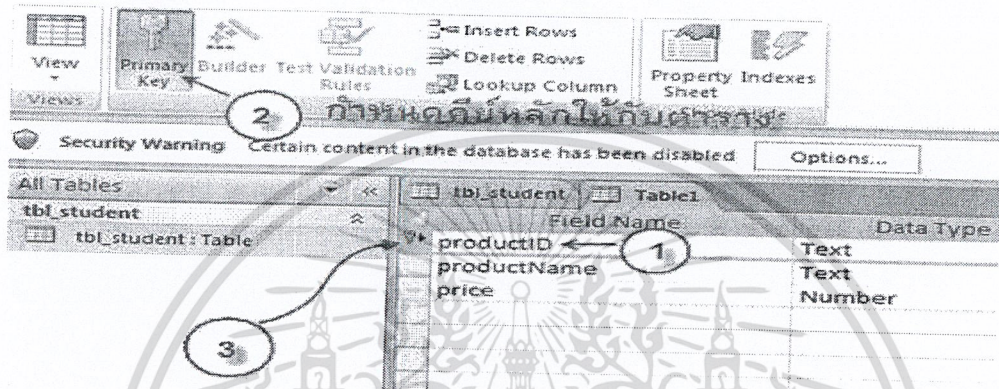 Insert Rows
View Primary Key Builder Test Validation Rules Delete Rows Property Sheet Indexes
Lookup Column
Views
2 กำหนดคีย์หลักให้กับตาราง
Security Warning Certain content in the database has been disabled Options...
All Tables « tbl_student Table1
tbl_student Field Name Data Type
tbl_student : Table productID 1 Text
productName Text
price Number
3